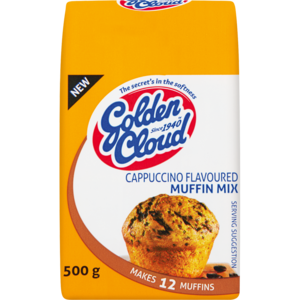 The secret's in the softness
NEW
Golden
since 1940
Cloud
CAPPUCCINO FLAVOURED
MUFFIN MIX
SERVING SUGGESTION
500 g
MAKES 12 MUFFINS